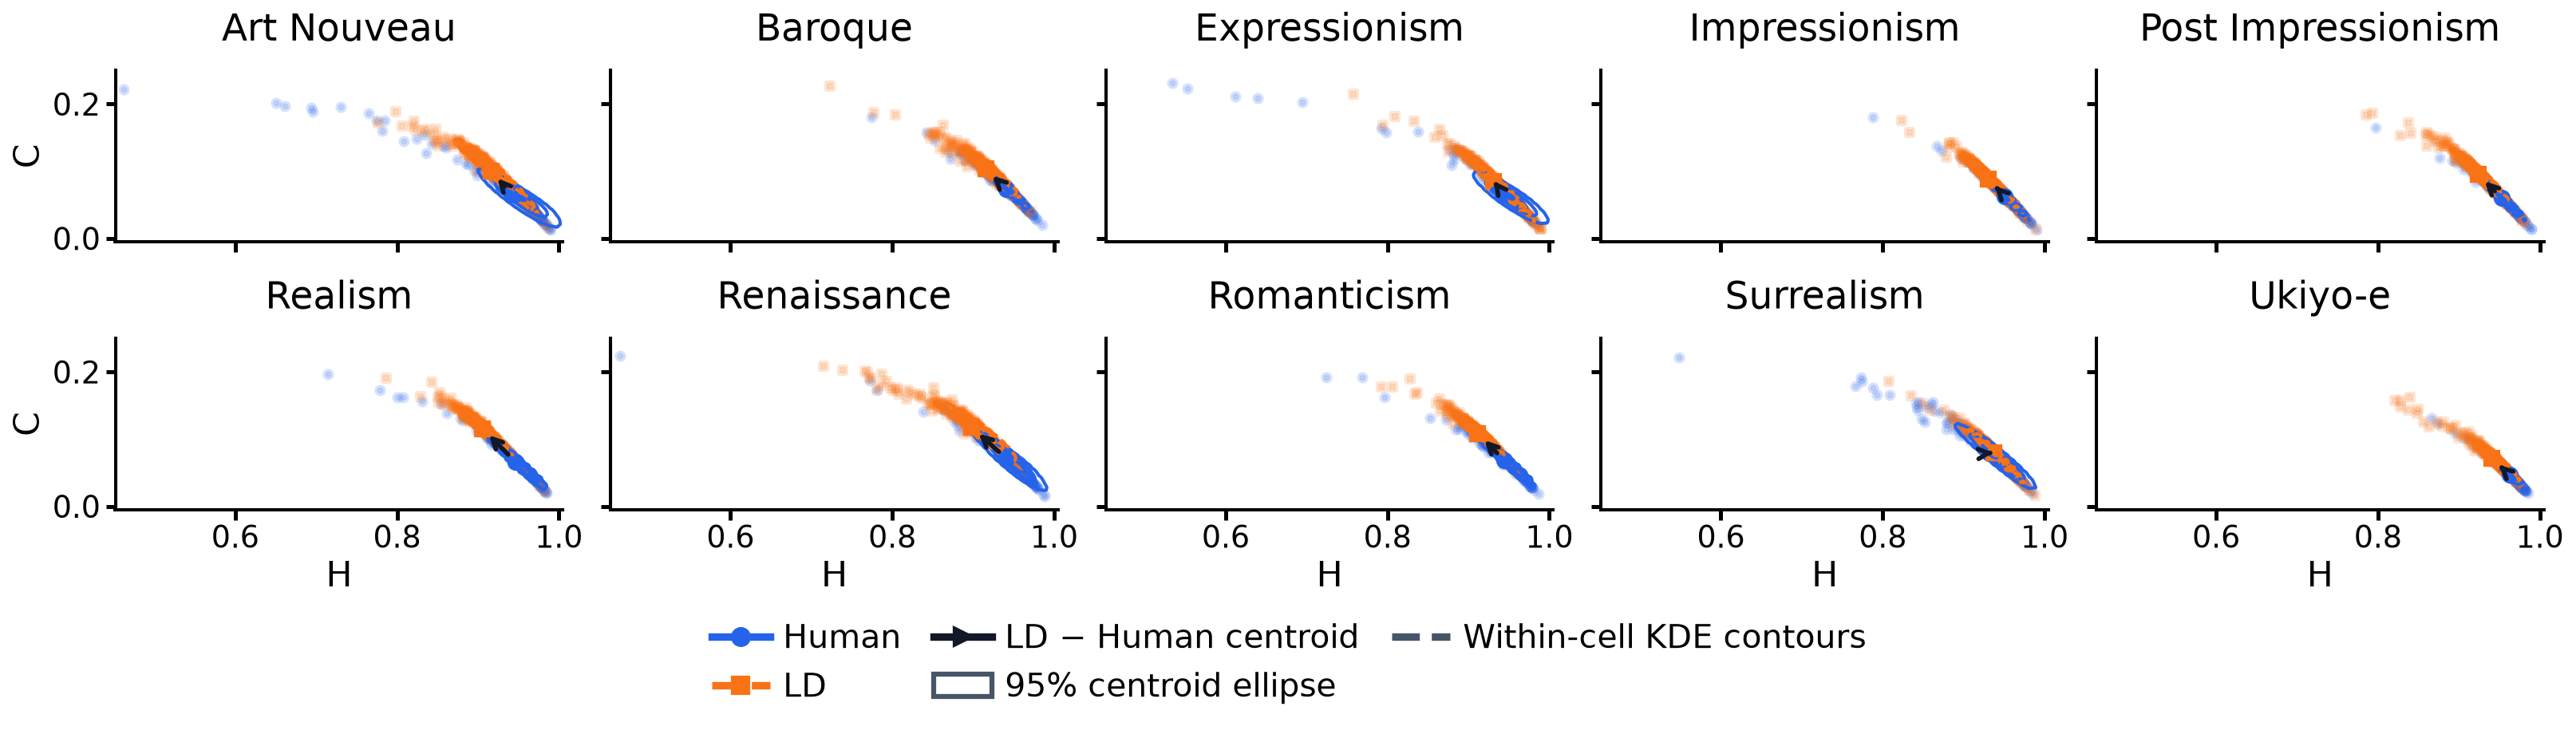 Art Nouveau
Baroque
Expressionism
Impressionism
Post Impressionism
C
0.2
0.0
Realism
Renaissance
Romanticism
Surrealism
Ukiyo-e
C
0.2
0.0
0.6 0.8 1.0
0.6 0.8 1.0
0.6 0.8 1.0
0.6 0.8 1.0
0.6 0.8 1.0
H
H
H
H
H
Human
LD − Human centroid
Within-cell KDE contours
LD
95% centroid ellipse